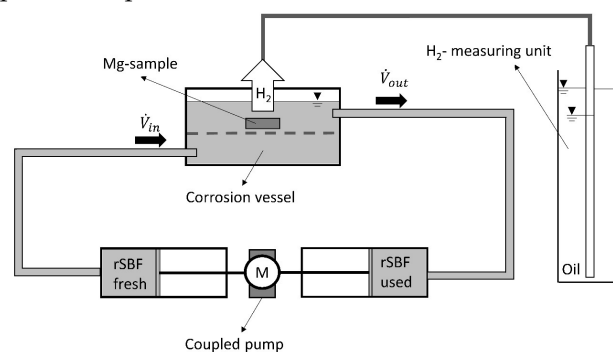 H2- measuring unit
Mg-sample
V̇out
H2
V̇in
Corrosion vessel
rSBF
fresh
M
rSBF
used
Oil
Coupled pump